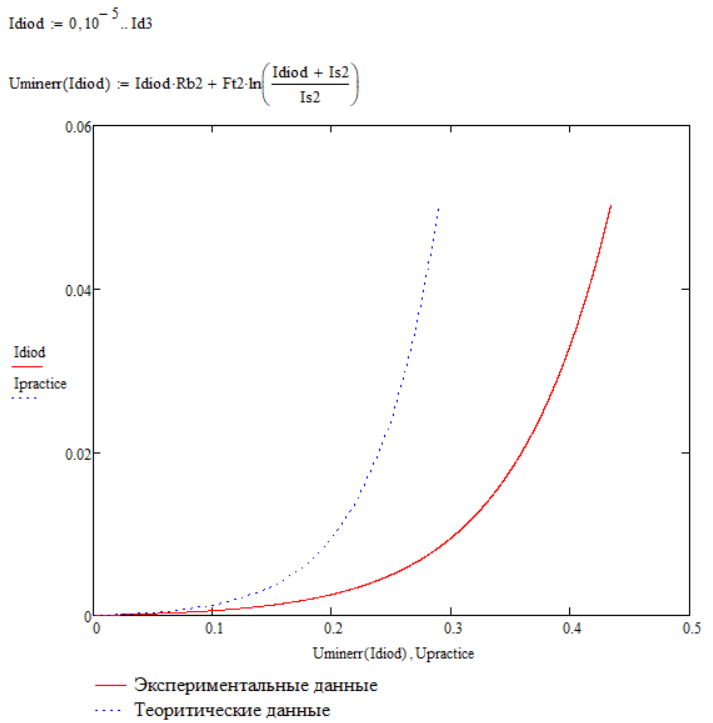 Idiod := 0,10^-5.. Id3
Uminerr(Idiod) := Idiod·Rb2 + Ft2·ln((Idiod + Is2)/Is2)
0.06
0.04
Idiod
Ipractice
0.02
0
0 0.1 0.2 0.3 0.4 0.5
Uminerr(Idiod) , Upractice
Экспериментальные данные
Теоритические данные